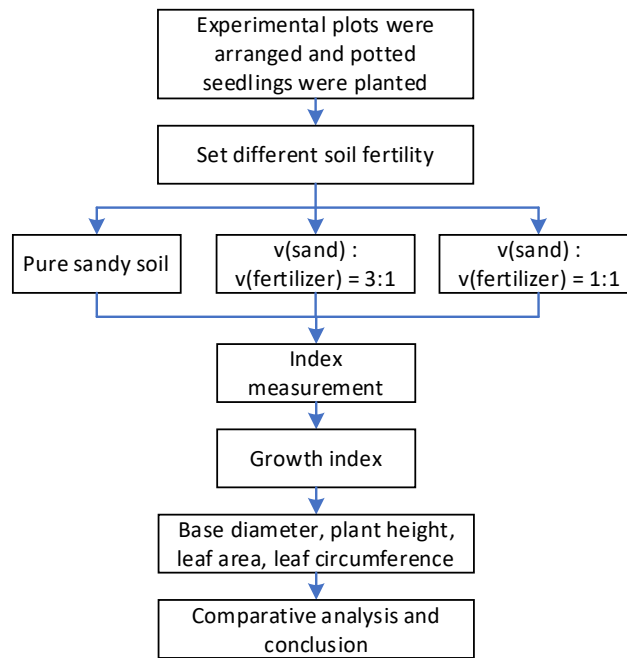 Experimental plots were
arranged and potted
seedlings were planted
Set different soil fertility
Pure sandy soil
v(sand) :
v(fertilizer) = 3:1
v(sand) :
v(fertilizer) = 1:1
Index
measurement
Growth index
Base diameter, plant height,
leaf area, leaf circumference
Comparative analysis and
conclusion